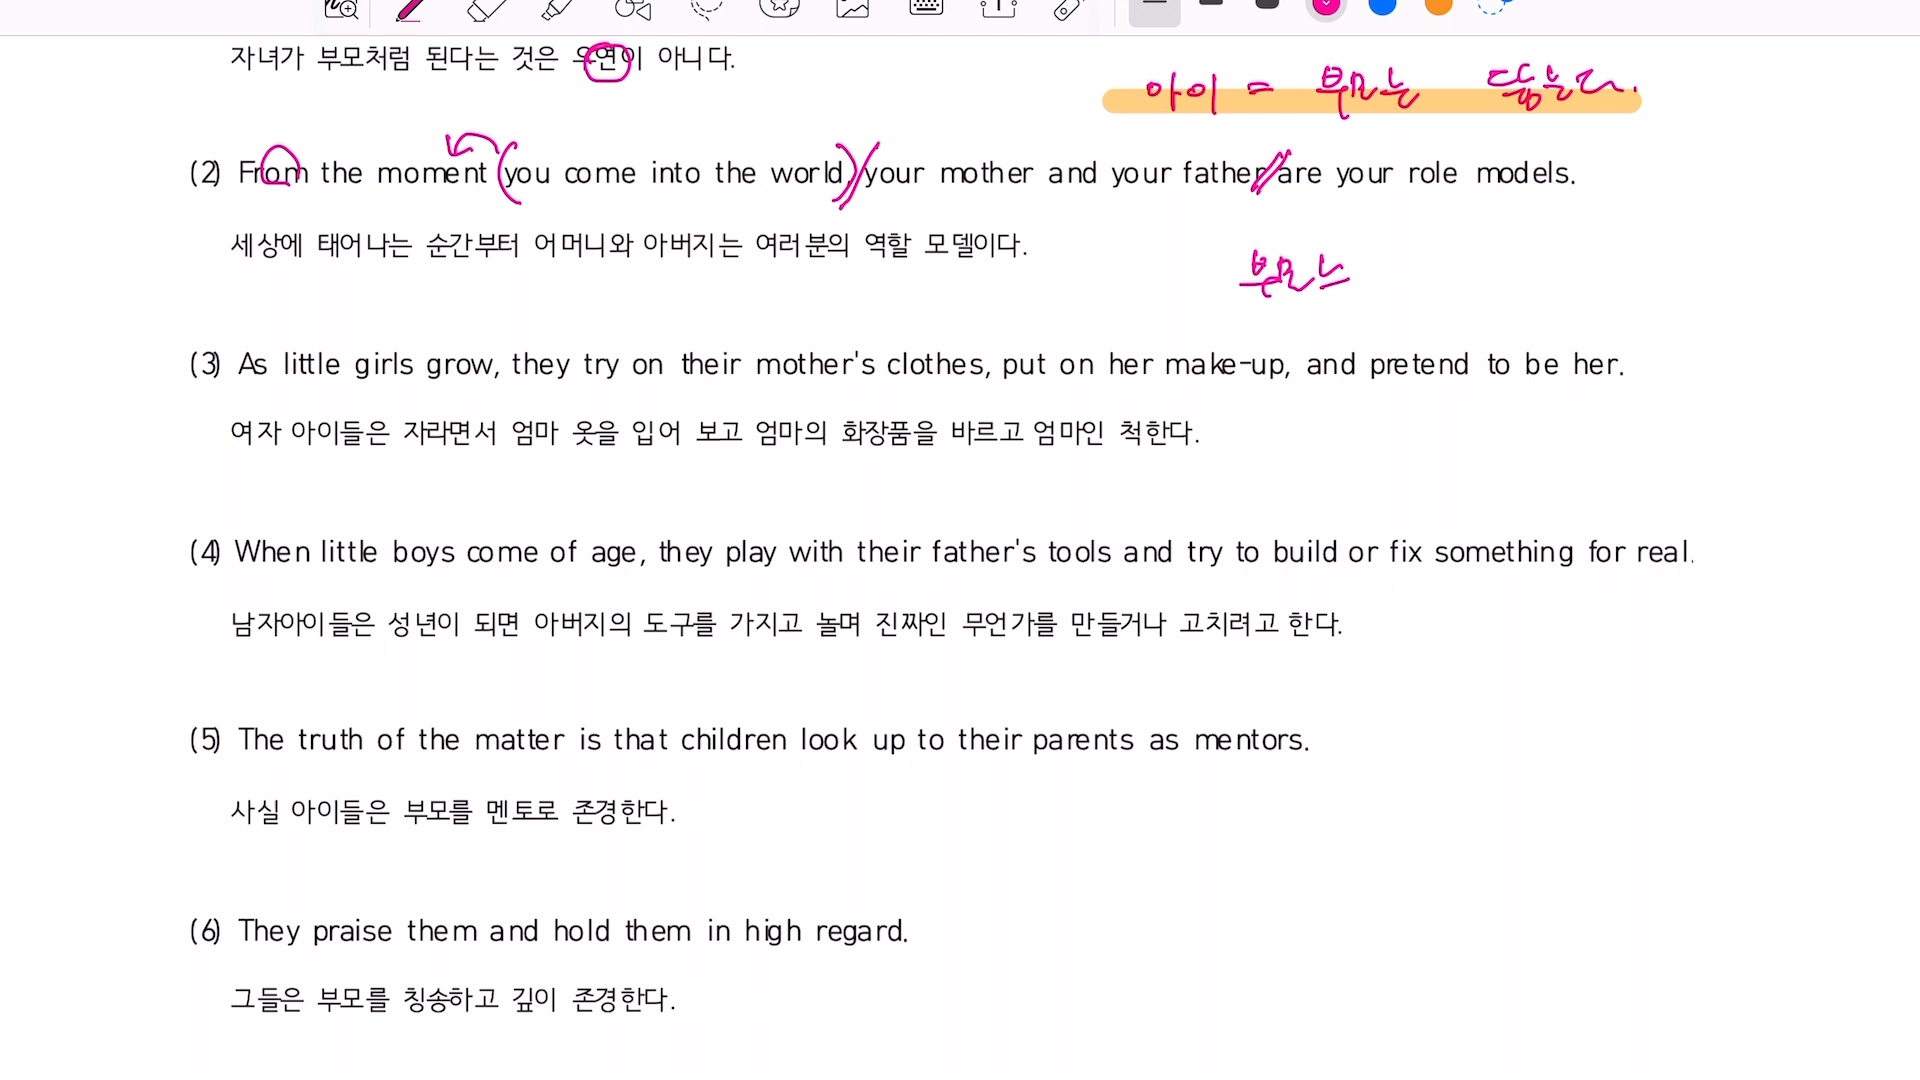 자녀가 부모처럼 된다는 것은 우연이 아니다.
아이 = 부모는 닮는다.
(2) From the moment you come into the world, your mother and your father are your role models.
세상에 태어나는 순간부터 어머니와 아버지는 여러분의 역할 모델이다.
부모느
(3) As little girls grow, they try on their mother's clothes, put on her make-up, and pretend to be her.
여자 아이들은 자라면서 엄마 옷을 입어 보고 엄마의 화장품을 바르고 엄마인 척한다.
(4) When little boys come of age, they play with their father's tools and try to build or fix something for real.
남자아이들은 성년이 되면 아버지의 도구를 가지고 놀며 진짜인 무언가를 만들거나 고치려고 한다.
(5) The truth of the matter is that children look up to their parents as mentors.
사실 아이들은 부모를 멘토로 존경한다.
(6) They praise them and hold them in high regard.
그들은 부모를 칭송하고 깊이 존경한다.